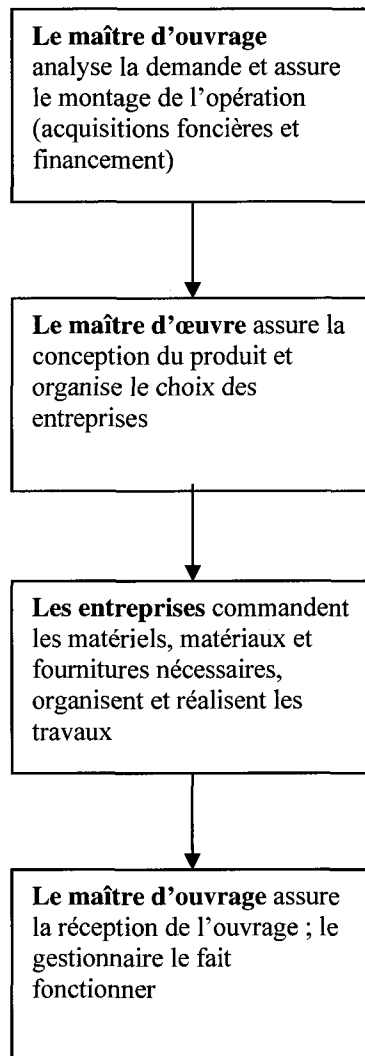 Le maître d'ouvrage
analyse la demande et assure
le montage de l'opération
(acquisitions foncières et
financement)
Le maître d'œuvre assure la
conception du produit et
organise le choix des
entreprises
Les entreprises commandent
les matériels, matériaux et
fournitures nécessaires,
organisent et réalisent les
travaux
Le maître d'ouvrage assure
la réception de l'ouvrage ; le
gestionnaire le fait
fonctionner